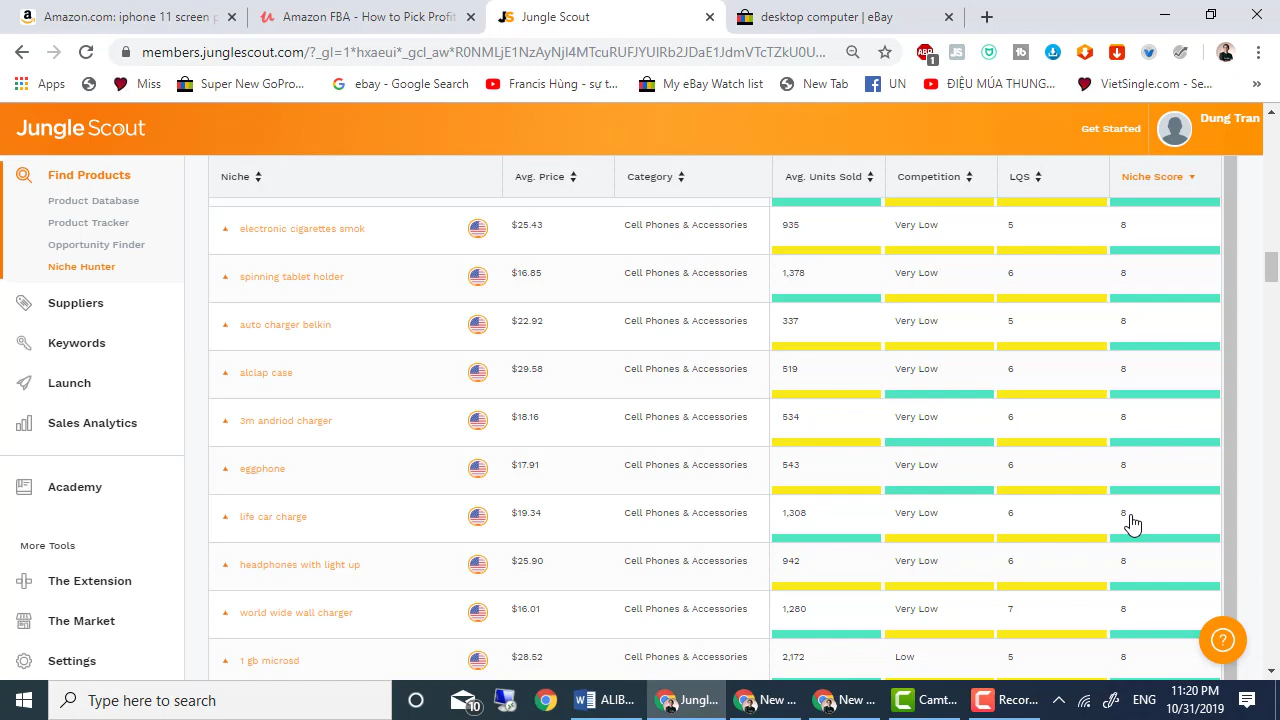 Amazon.com: iphone 11 screen p
Amazon FBA - How to Pick Profi
Jungle Scout
desktop computer | eBay
members.junglescout.com/?_gl=1*hxaeui*_gcl_aw*R0NMLjE1NzAyNjI4MTcuRUFJYUlRb2JDaE1JdmVTcTZKU0U...
Apps
Miss
Super New GoPro...
ebay - Google Search
Francis Hùng - sự t...
My eBay Watch list
New Tab
UN
ĐIỆU MÚA THUNG...
VietSingle.com - Se...
»
Jungle Scout
Get Started
Dung Tran
Find Products
Product Database
Product Tracker
Opportunity Finder
Niche Hunter
Suppliers
Keywords
Launch
Sales Analytics
Academy
More Tools
The Extension
The Market
Settings
Niche Avg. Price Category Avg. Units Sold Competition LQS Niche Score
electronic cigarettes smok $25.43 Cell Phones & Accessories 935 Very Low 5 8
spinning tablet holder $16.85 Cell Phones & Accessories 1,378 Very Low 6 8
auto charger belkin $22.92 Cell Phones & Accessories 337 Very Low 5 8
alclap case $29.58 Cell Phones & Accessories 519 Very Low 6 8
3m andriod charger $18.16 Cell Phones & Accessories 534 Very Low 6 8
eggphone $17.91 Cell Phones & Accessories 543 Very Low 6 8
life car charge $19.34 Cell Phones & Accessories 1,308 Very Low 6 8
headphones with light up $25.90 Cell Phones & Accessories 942 Very Low 6 8
world wide wall charger $16.01 Cell Phones & Accessories 1,280 Very Low 7 8
1 gb microsd $28.52 Cell Phones & Accessories 2,172 Low 5 8
?
Type here to search
10
ALIB...
Jungl...
New ...
New ...
Camt...
Recor...
ENG
11:20 PM
10/31/2019